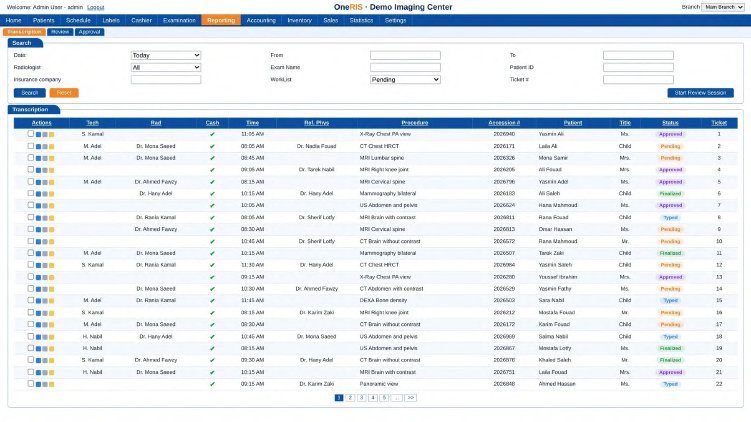 Welcome: Admin User - admin Logout
OneRIS - Demo Imaging Center
Branch Main Branch
Home Patients Schedule Labels Cashier Examination Reporting Accounting Inventory Sales Statistics Settings
Transcription Review Approval
Search
Date: Today From To
Radiologist: All Exam Name Patient ID
Insurance company WorkList Pending Ticket #
Search Reset Start Review Session
Transcription
Actions Tech Rad Cash Time Ref. Phys Procedure Accession # Patient Title Status Ticket
S. Kamal ✔ 11:05 AM X-Ray Chest PA view 2026940 Yasmin Ali Ms. Approved 1
M. Adel Dr. Mona Saeed ✔ 08:05 AM Dr. Nadia Fouad CT Chest HRCT 2026171 Laila Ali Child Pending 2
M. Adel Dr. Mona Saeed ✔ 08:45 AM MRI Lumbar spine 2026326 Mona Samir Mrs. Pending 3
✔ 09:05 AM Dr. Tarek Nabil MRI Right knee joint 2026205 Ali Fouad Mrs. Approved 4
M. Adel Dr. Ahmed Fawzy ✔ 08:15 AM MRI Cervical spine 2026796 Yasmin Adel Ms. Approved 5
Dr. Hany Adel ✔ 10:15 AM Dr. Hany Adel Mammography bilateral 2026183 Ali Saleh Child Finalized 6
✔ 10:05 AM US Abdomen and pelvis 2026524 Rana Mahmoud Ms. Approved 7
Dr. Rania Kamal ✔ 08:05 AM Dr. Sherif Lotfy MRI Brain with contrast 2026811 Rana Fouad Child Typed 8
Dr. Ahmed Fawzy ✔ 08:30 AM MRI Cervical spine 2026813 Omar Hassan Ms. Pending 9
✔ 10:45 AM Dr. Sherif Lotfy CT Brain without contrast 2026572 Rana Mahmoud Mr. Pending 10
M. Adel Dr. Mona Saeed ✔ 10:15 AM Mammography bilateral 2026507 Tarek Zaki Child Finalized 11
S. Kamal Dr. Rania Kamal ✔ 11:30 AM Dr. Hany Adel CT Chest HRCT 2026964 Yasmin Saleh Child Pending 12
✔ 09:15 AM X-Ray Chest PA view 2026280 Youssef Ibrahim Mrs. Approved 13
Dr. Mona Saeed ✔ 10:30 AM Dr. Ahmed Fawzy CT Abdomen with contrast 2026529 Yasmin Fathy Ms. Pending 14
M. Adel Dr. Rania Kamal ✔ 11:45 AM DEXA Bone density 2026503 Sara Nabil Child Typed 15
S. Kamal ✔ 08:15 AM Dr. Karim Zaki MRI Right knee joint 2026212 Mostafa Fouad Mr. Pending 16
M. Adel Dr. Mona Saeed ✔ 08:30 AM CT Brain without contrast 2026172 Karim Fouad Child Pending 17
H. Nabil Dr. Hany Adel ✔ 10:45 AM Dr. Mona Saeed US Abdomen and pelvis 2026969 Salma Nabil Child Typed 18
H. Nabil ✔ 08:15 AM US Abdomen and pelvis 2026867 Mostafa Lotfy Ms. Finalized 19
S. Kamal Dr. Ahmed Fawzy ✔ 09:30 AM Dr. Hany Adel CT Brain without contrast 2026976 Khaled Saleh Mr. Finalized 20
H. Nabil Dr. Mona Saeed ✔ 10:15 AM MRI Brain with contrast 2026751 Laila Fouad Mrs. Approved 21
✔ 09:15 AM Dr. Karim Zaki Panoramic view 2026848 Ahmed Hassan Ms. Typed 22
1 2 3 4 5 ... >>